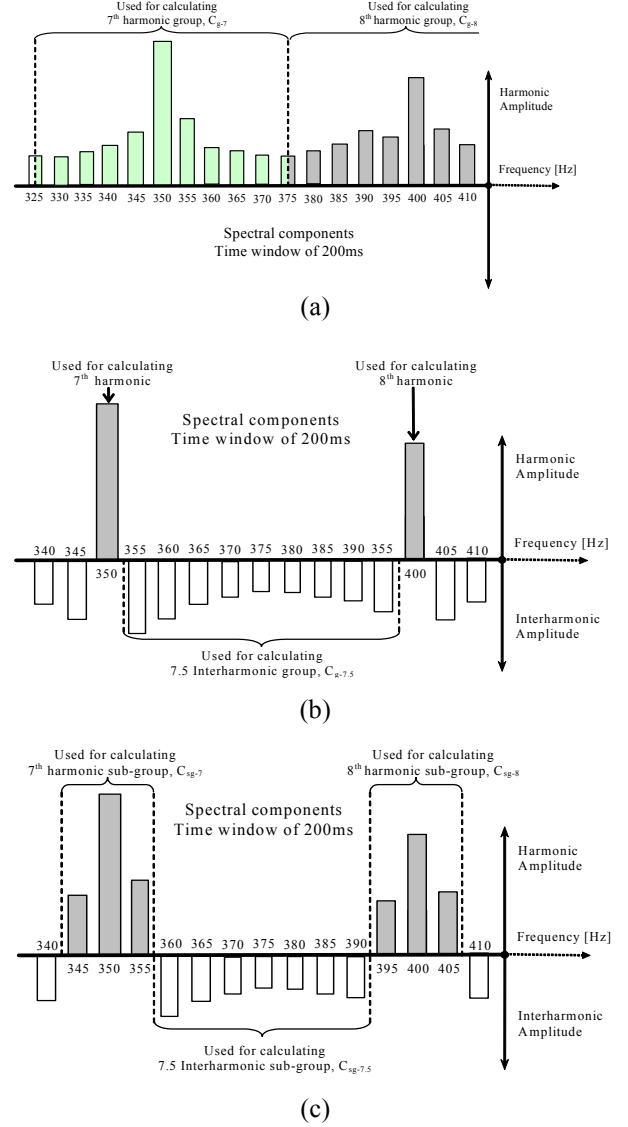 Used for calculating
7th harmonic group, Cg-7
Used for calculating
8th harmonic group, Cg-8
Harmonic
Amplitude
Frequency [Hz]
325 330 335 340 345 350 355 360 365 370 375 380 385 390 395 400 405 410
Spectral components
Time window of 200ms
(a)
Used for calculating
7th harmonic
Used for calculating
8th harmonic
Spectral components
Time window of 200ms
Harmonic
Amplitude
340 345 355 360 365 370 375 380 385 390 355 405 410
Frequency [Hz]
350 400
Interharmonic
Amplitude
Used for calculating
7.5 Interharmonic group, Cg-7.5
(b)
Used for calculating
7th harmonic sub-group, Csg-7
Used for calculating
8th harmonic sub-group, Csg-8
Spectral components
Time window of 200ms
Harmonic
Amplitude
340 360 365 370 375 380 385 390 410
Frequency [Hz]
345 350 355 395 400 405
Interharmonic
Amplitude
Used for calculating
7.5 Interharmonic sub-group, Csg-7.5
(c)